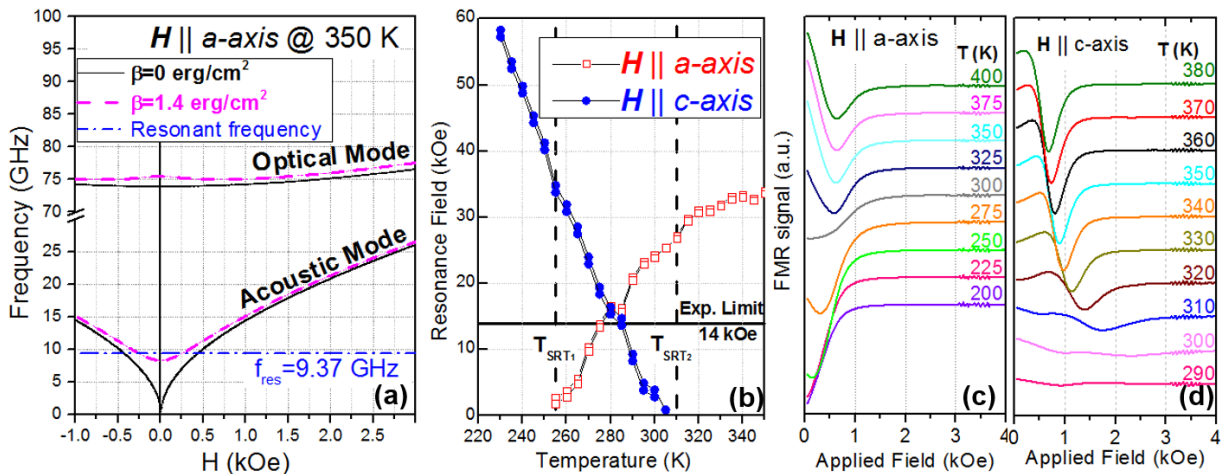 H || a-axis @ 350 K
β=0 erg/cm²
β=1.4 erg/cm²
Resonant frequency
Optical Mode
Acoustic Mode
f_res=9.37 GHz
(a)
Frequency (GHz)
100
95
90
85
80
75
70
25
20
15
10
5
0
-1.0
-0.5
0.0
0.5
1.0
1.5
2.0
2.5
H (kOe)
H || a-axis
H || c-axis
Exp. Limit
14 kOe
T_SRT₁
T_SRT₂
(b)
Resonance Field (kOe)
60
50
40
30
20
10
0
220
240
260
280
300
320
340
Temperature (K)
H || a-axis
T (K)
400
375
350
325
300
275
250
225
200
(c)
FMR signal (a.u.)
0
1
2
3
4
Applied Field (kOe)
H || c-axis
T (K)
380
370
360
350
340
330
320
310
300
290
(d)
0
1
2
3
4
Applied Field (kOe)